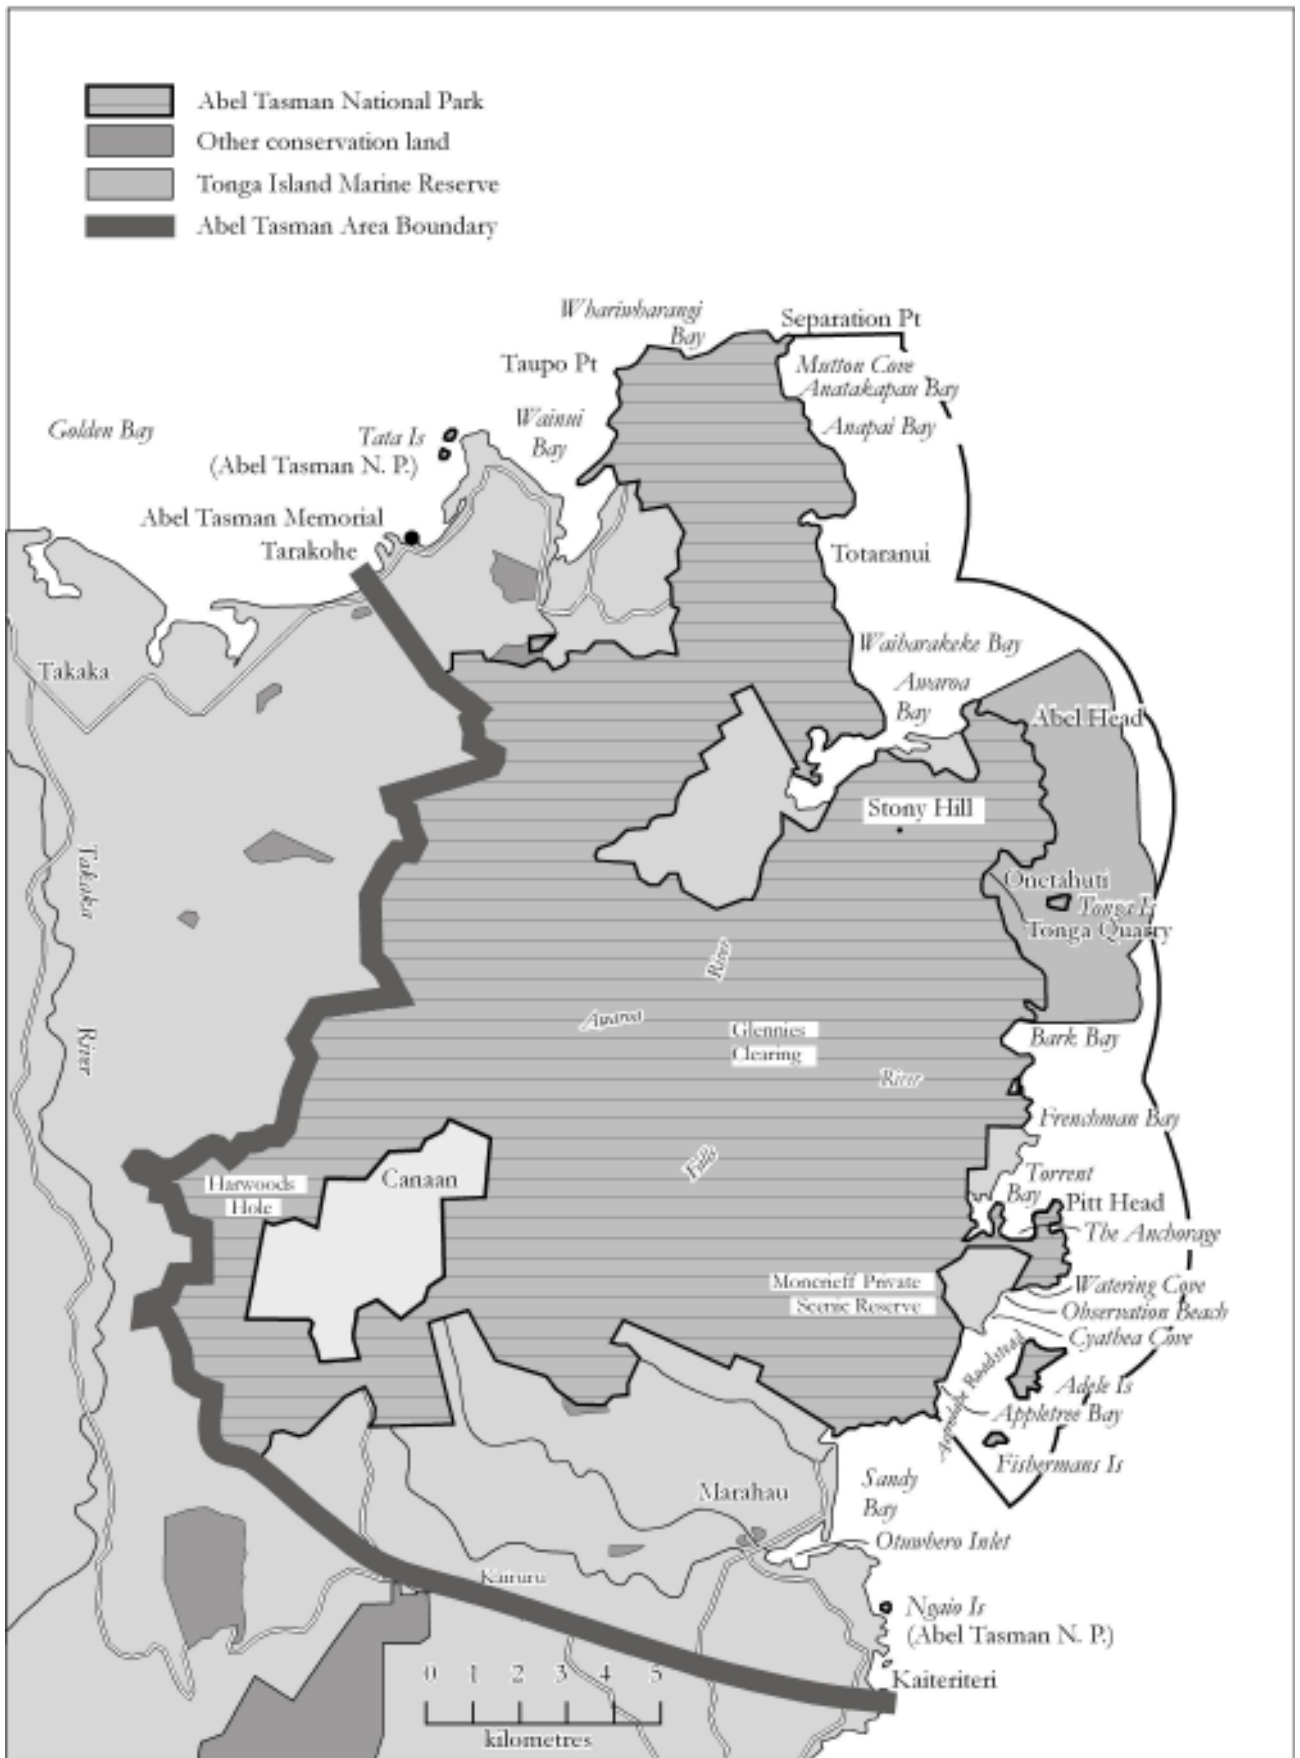 Abel Tasman National Park
Other conservation land
Tonga Island Marine Reserve
Abel Tasman Area Boundary
Whariwharangi
Bay
Separation Pt
Taupo Pt
Mutton Cove
Anatakapau Bay
Anapai Bay
Golden Bay
Tata Is
(Abel Tasman N. P.)
Wainui
Bay
Abel Tasman Memorial
Tarakohe
Totaranui
Takaka
Waiharakeke Bay
Awaroa
Bay
Abel Head
Stony Hill
Takaka
River
Onetahuti
Tonga Is
Tonga Quarry
River
Awaroa
Glennies
Clearing
Bark Bay
River
Falls
Frenchman Bay
Harwoods
Hole
Canaan
Torrent
Bay
Pitt Head
The Anchorage
Moncrieff Private
Scenic Reserve
Watering Cove
Observation Beach
Cyathea Cove
Astrolabe Roadstead
Adele Is
Appletree Bay
Fishermans Is
Marahau
Sandy
Bay
Otuwhero Inlet
Kairuru
Ngaio Is
(Abel Tasman N. P.)
Kaiteriteri
0 1 2 3 4 5
kilometres